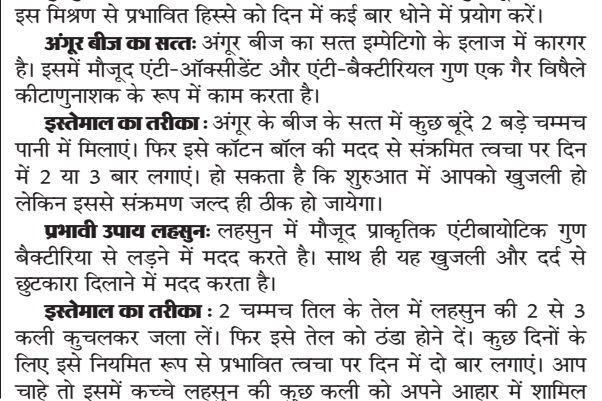 इस मिश्रण से प्रभावित हिस्से को दिन में कई बार धोने में प्रयोग करें।
अंगूर बीज का सत्तः अंगूर बीज का सत्त इम्पेटिगो के इलाज में कारगर
है। इसमें मौजूद एंटी-ऑक्सीडेंट और एंटी-बैक्टीरियल गुण एक गैर विषैले
कीटाणुनाशक के रूप में काम करता है।
इस्तेमाल का तरीका : अंगूर के बीज के सत्त में कुछ बूंदे 2 बड़े चम्मच
पानी में मिलाएं। फिर इसे कॉटन बॉल की मदद से संक्रमित त्वचा पर दिन
में 2 या 3 बार लगाएं। हो सकता है कि शुरुआत में आपको खुजली हो
लेकिन इससे संक्रमण जल्द ही ठीक हो जायेगा।
प्रभावी उपाय लहसुनः लहसुन में मौजूद प्राकृतिक एंटीबायोटिक गुण
बैक्टीरिया से लड़ने में मदद करते है। साथ ही यह खुजली और दर्द से
छुटकारा दिलाने में मदद करता है।
इस्तेमाल का तरीका : 2 चम्मच तिल के तेल में लहसुन की 2 से 3
कली कुचलकर जला लें। फिर इसे तेल को ठंडा होने दें। कुछ दिनों के
लिए इसे नियमित रूप से प्रभावित त्वचा पर दिन में दो बार लगाएं। आप
चाहे तो इसमें कच्चे लहसुन की कुछ कली को अपने आहार में शामिल